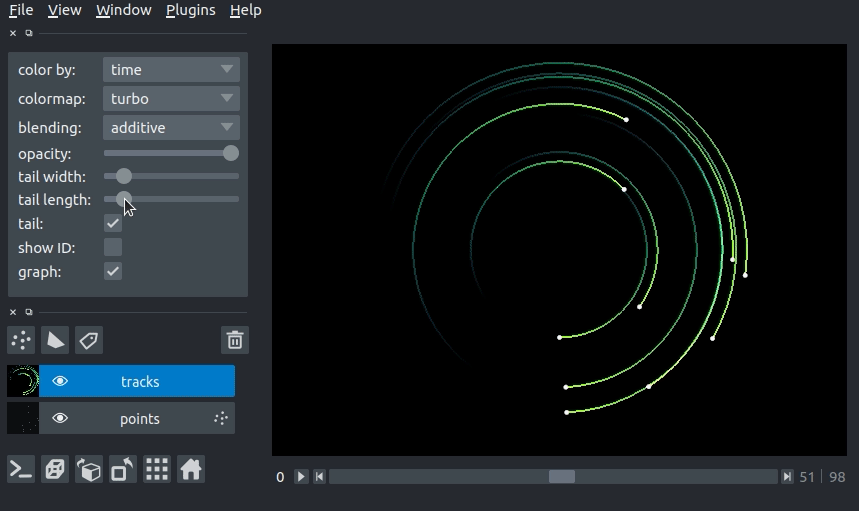 File View Window Plugins Help
color by: time
colormap: turbo
blending: additive
opacity:
tail width:
tail length:
tail:
show ID:
graph:
tracks
points
0 51 98